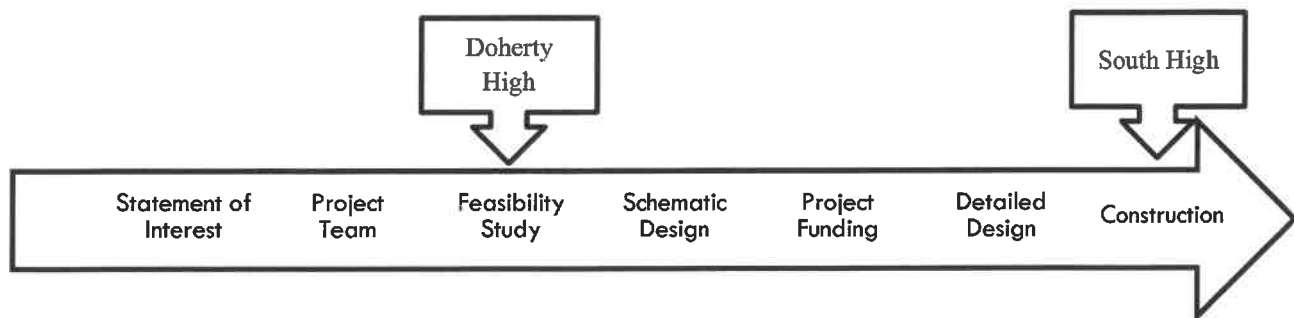 Doherty
High
South High
Statement of
Interest
Project
Team
Feasibility
Study
Schematic
Design
Project
Funding
Detailed
Design
Construction